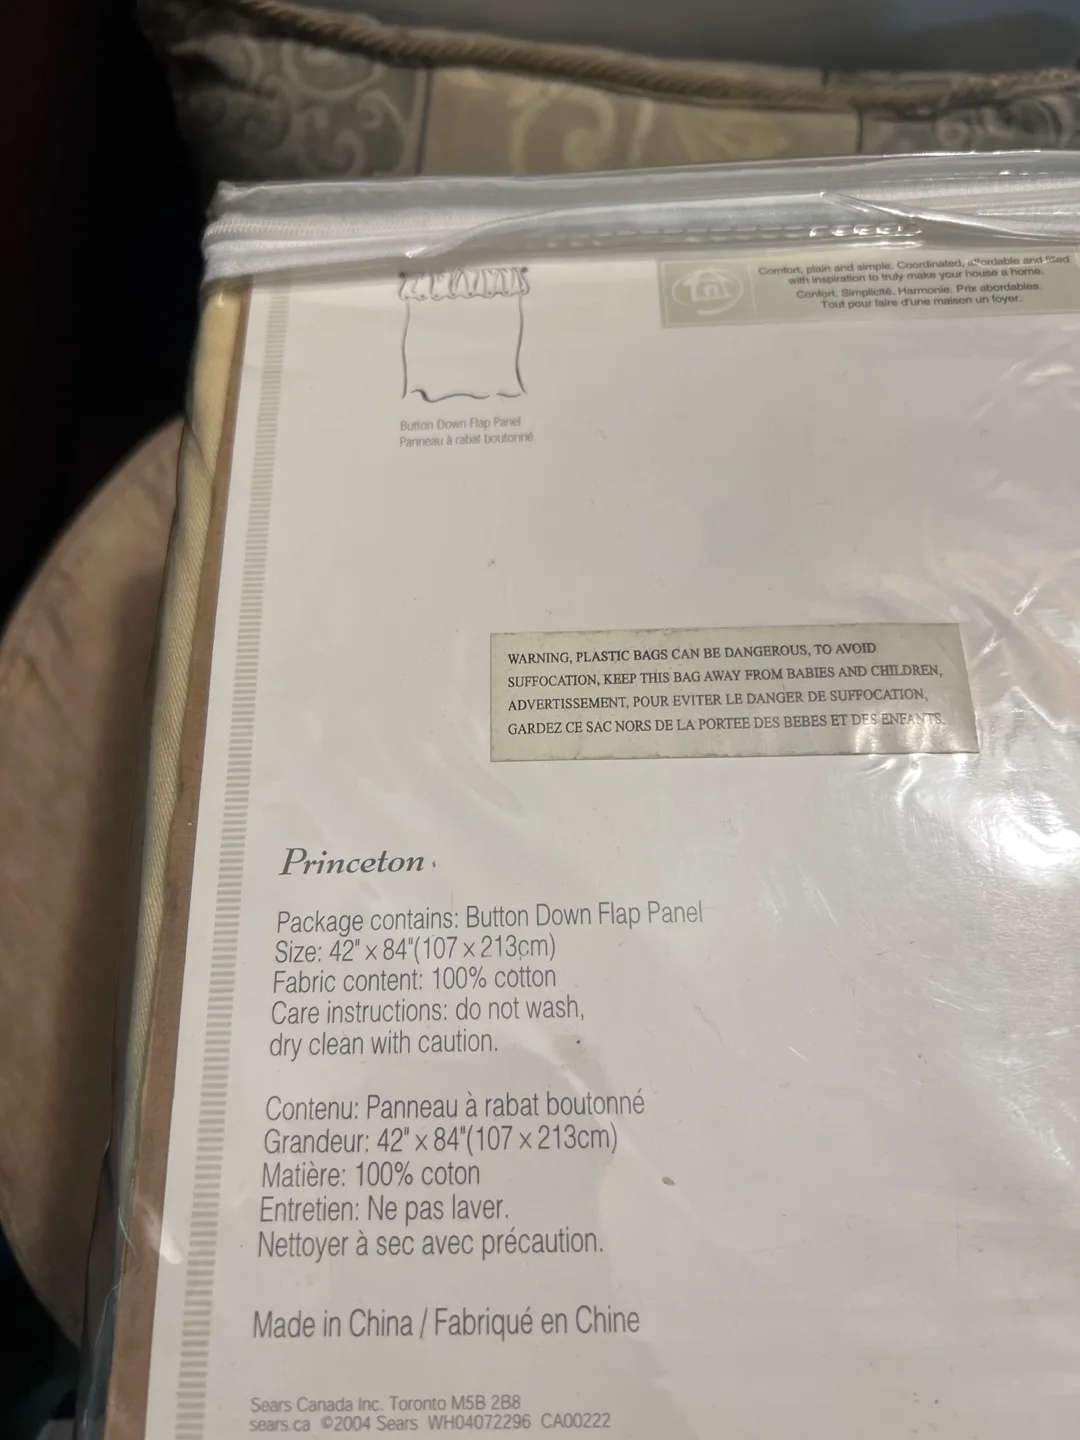 Comfort, plain and simple. Coordinated, affordable and filled
with inspiration to truly make your house a home.
Confort. Simplicité. Harmonie. Prix abordables.
Tout pour faire d'une maison un foyer.
Button Down Flap Panel
Panneau à rabat boutonné
WARNING, PLASTIC BAGS CAN BE DANGEROUS, TO AVOID
SUFFOCATION, KEEP THIS BAG AWAY FROM BABIES AND CHILDREN,
ADVERTISSEMENT, POUR EVITER LE DANGER DE SUFFOCATION,
GARDEZ CE SAC NORS DE LA PORTEE DES BEBES ET DES ENFANTS.
Princeton
Package contains: Button Down Flap Panel
Size: 42" x 84"(107 x 213cm)
Fabric content: 100% cotton
Care instructions: do not wash,
dry clean with caution.
Contenu: Panneau à rabat boutonné
Grandeur: 42" x 84"(107 x 213cm)
Matière: 100% coton
Entretien: Ne pas laver.
Nettoyer à sec avec précaution.
Made in China / Fabriqué en Chine
Sears Canada Inc. Toronto M5B 2B8
sears.ca ©2004 Sears WH04072296 CA00222